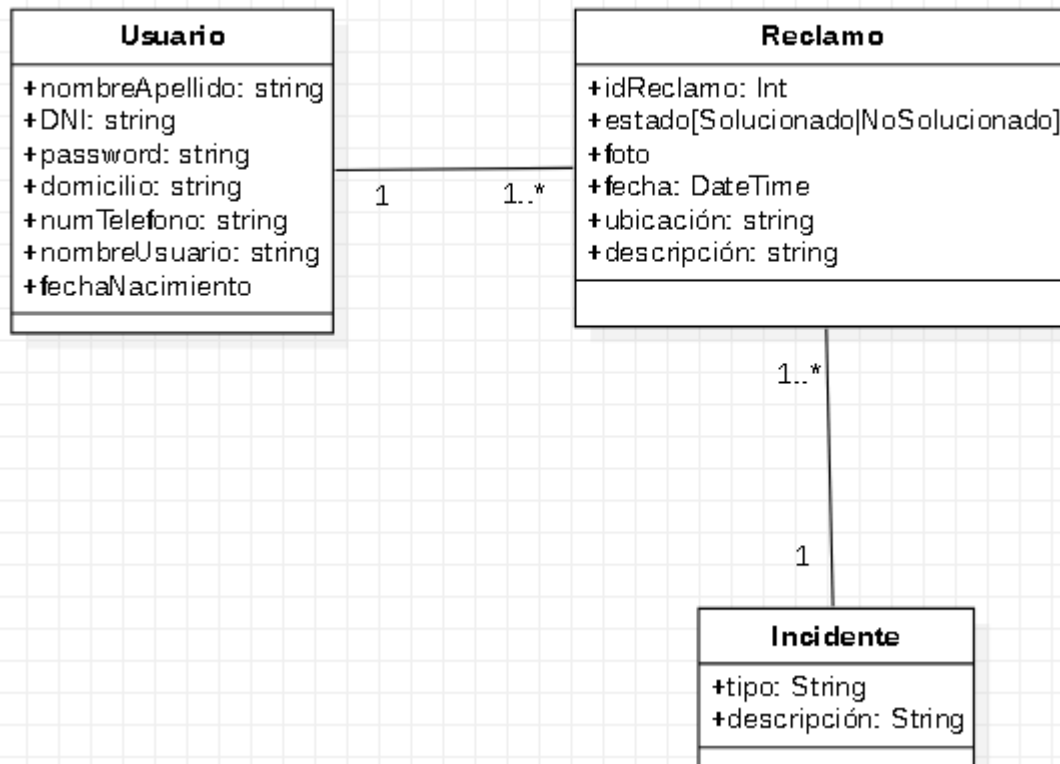 Usuario
+nombreApellido: string
+DNI: string
+password: string
+domicilio: string
+numTelefono: string
+nombreUsuario: string
+fechaNacimiento
1
1..*
Reclamo
+idReclamo: Int
+estado[Solucionado|NoSolucionado]
+foto
+fecha: DateTime
+ubicación: string
+descripción: string
1..*
1
Incidente
+tipo: String
+descripción: String